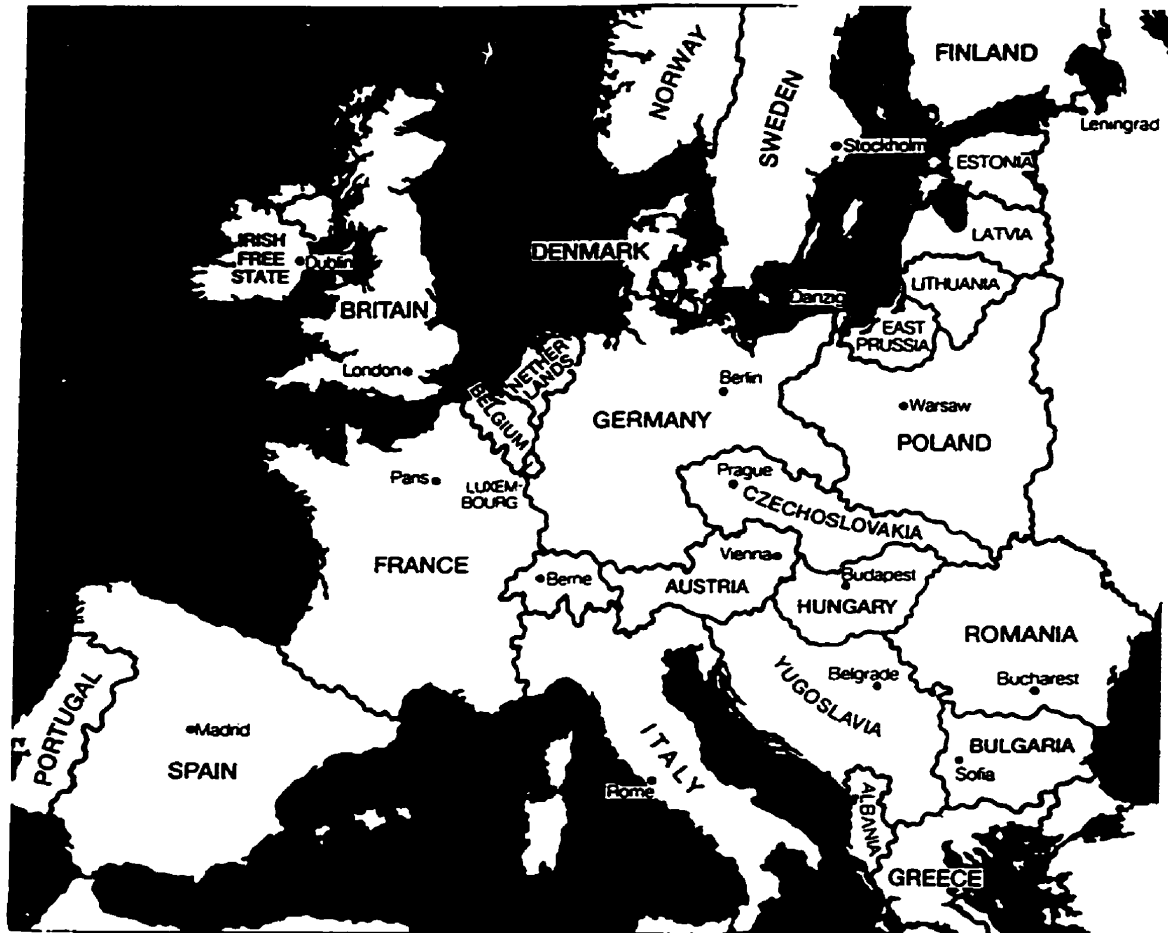 NORWAY
SWEDEN
FINLAND
Leningrad
Stockholm
ESTONIA
LATVIA
IRISH
FREE
STATE
Dublin
DENMARK
LITHUANIA
Danzig
BRITAIN
EAST
PRUSSIA
NETHER
LANDS
London
BELGIUM
Berlin
GERMANY
Warsaw
POLAND
Pans
LUXEM-
BOURG
Prague
CZECHOSLOVAKIA
FRANCE
Vienna
Berne
AUSTRIA
Budapest
HUNGARY
ROMANIA
YUGOSLAVIA
Belgrade
Bucharest
PORTUGAL
Madrid
SPAIN
ITALY
Rome
BULGARIA
Sofia
ALBANIA
GREECE